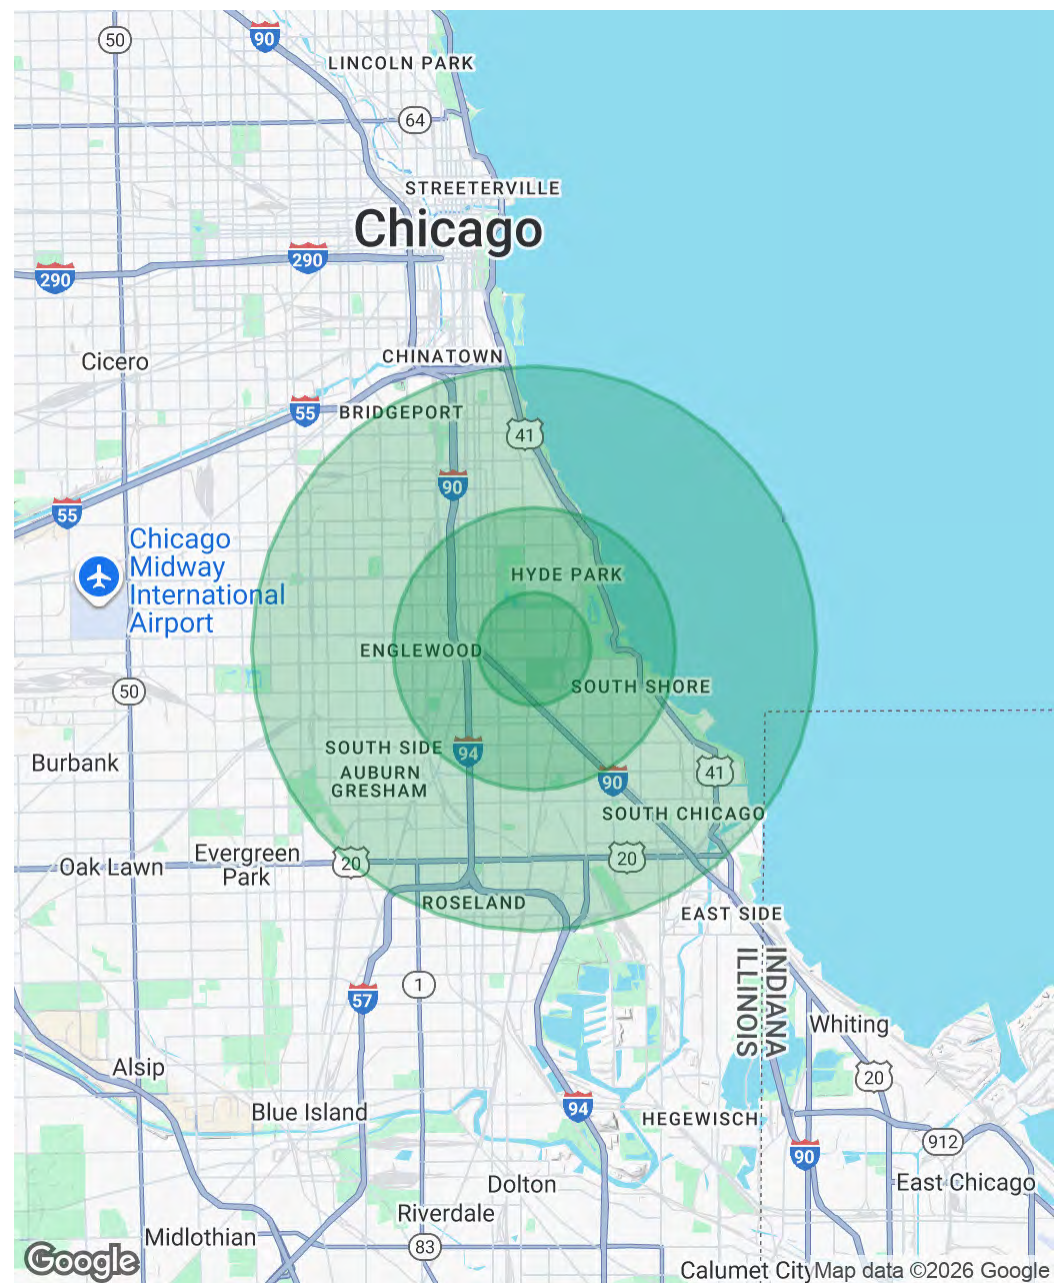 50
90
LINCOLN PARK
64
STREETERVILLE
Chicago
290
290
CHINATOWN
Cicero
55
BRIDGEPORT
41
90
55
Chicago
Midway
International
Airport
HYDE PARK
ENGLEWOOD
SOUTH SHORE
50
SOUTH SIDE
94
Burbank
AUBURN
GRESHAM
90
41
SOUTH CHICAGO
Evergreen
Park
20
20
Oak Lawn
ROSELAND
EAST SIDE
INDIANA
ILLINOIS
1
57
Whiting
Alsip
20
Blue Island
94
HEGEWISCH
912
90
Dolton
East Chicago
Riverdale
Midlothian
83
Google
Calumet City
Map data ©2026 Google